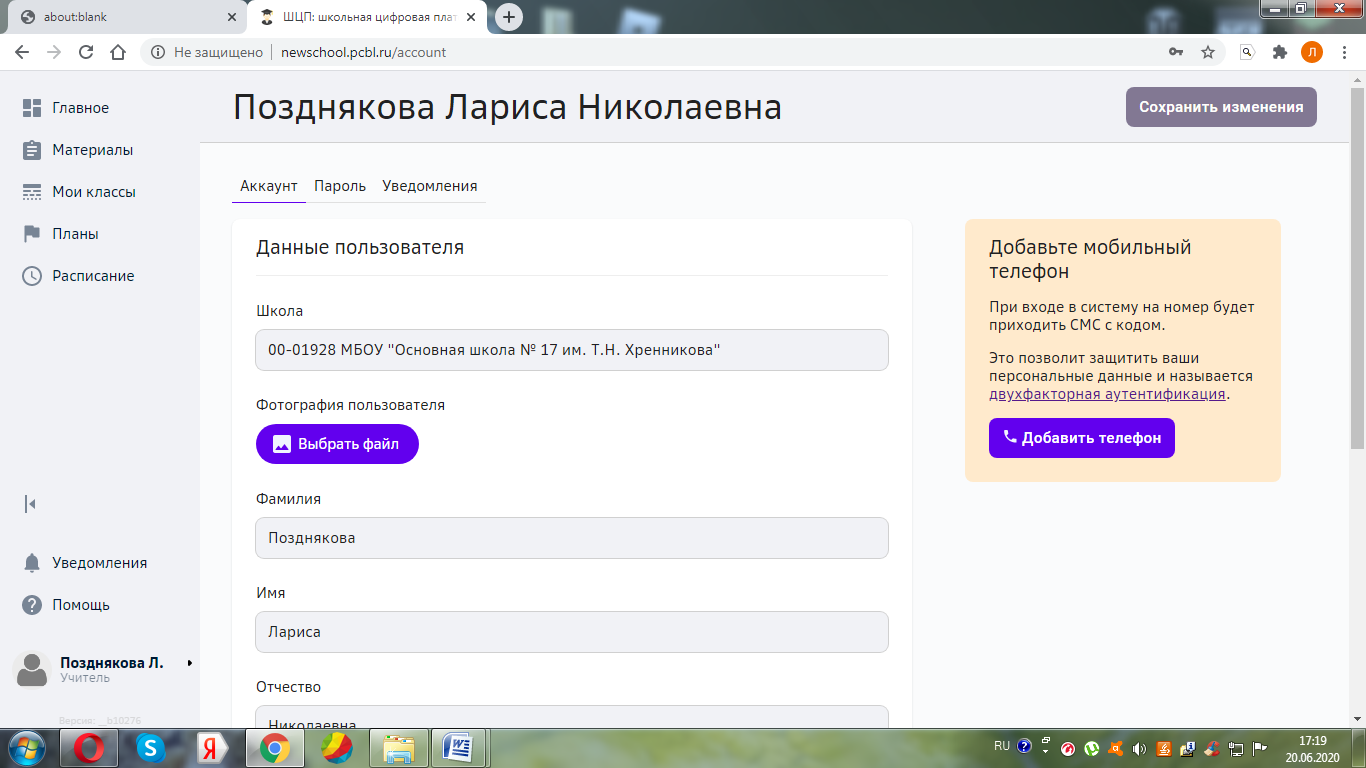 about:blank
ШЦП: школьная цифровая плат
Не защищено
newschool.pcbl.ru/account
Л
Главное
Материалы
Мои классы
Планы
Расписание
Уведомления
Помощь
Позднякова Л.
Учитель
Версия: __b10276
Позднякова Лариса Николаевна
Сохранить изменения
Аккаунт Пароль Уведомления
Данные пользователя
Школа
00-01928 МБОУ "Основная школа № 17 им. Т.Н. Хренникова"
Фотография пользователя
Выбрать файл
Фамилия
Позднякова
Имя
Лариса
Отчество
Николаевна
Добавьте мобильный
телефон
При входе в систему на номер будет
приходить СМС с кодом.
Это позволит защитить ваши
персональные данные и называется
двухфакторная аутентификация.
Добавить телефон
RU
17:19
20.06.2020